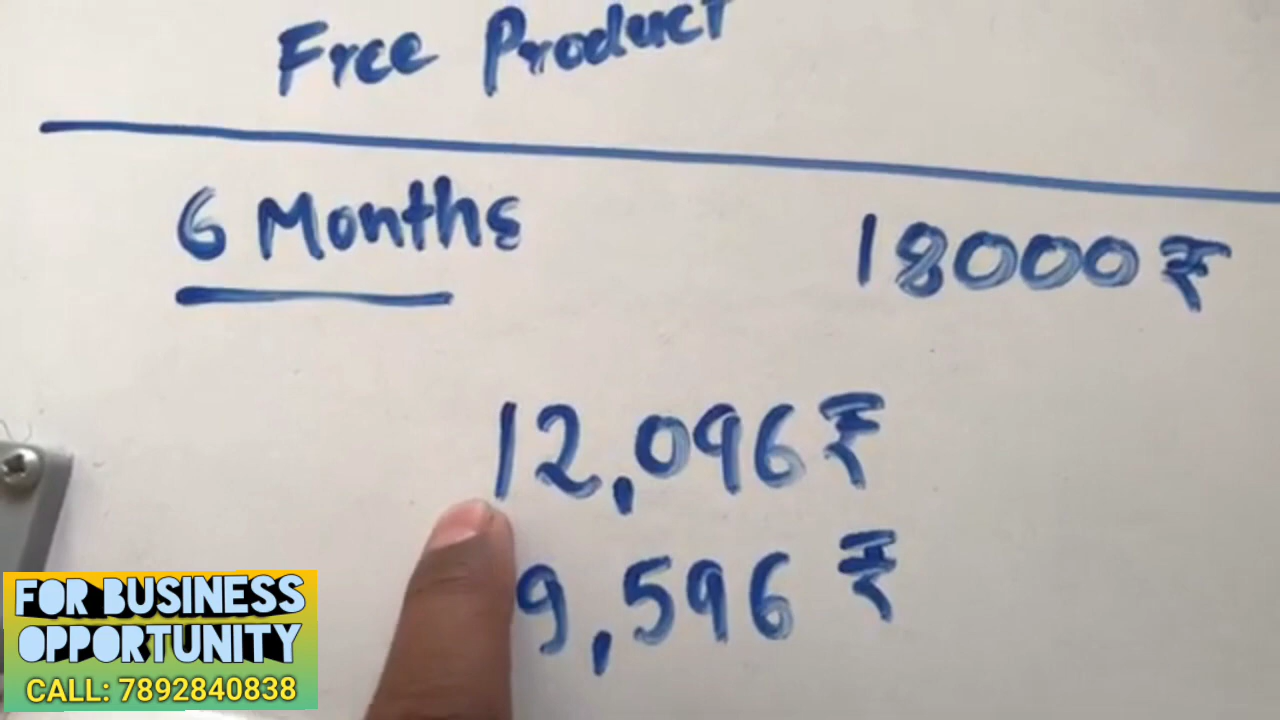 Free Product
6 Months 18000₹
12,096₹
9,596 ₹
FOR BUSINESS
OPPORTUNITY
CALL: 7892840838